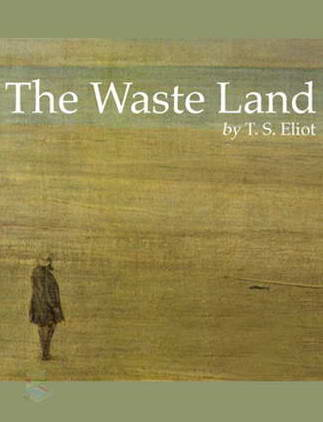 The Waste Land
by T. S. Eliot